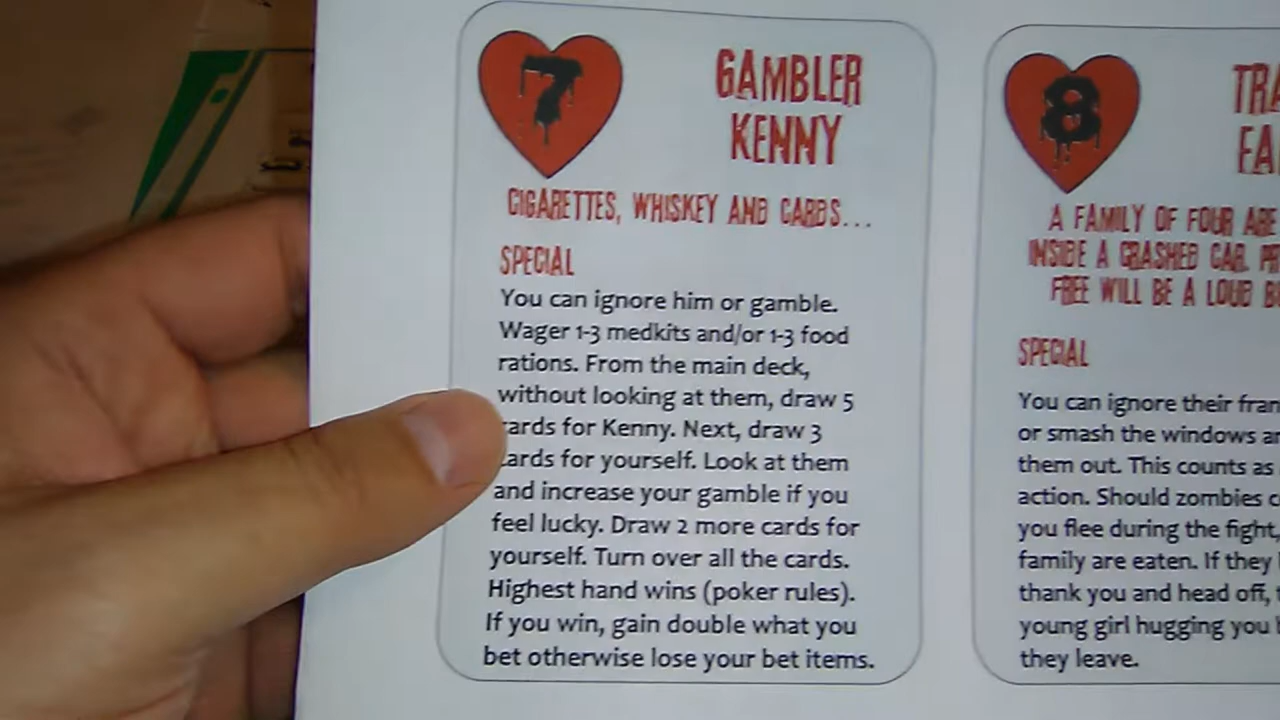 7
GAMBLER
KENNY
CIGARETTES, WHISKEY AND CARDS...
SPECIAL
You can ignore him or gamble.
Wager 1-3 medkits and/or 1-3 food
rations. From the main deck,
without looking at them, draw 5
cards for Kenny. Next, draw 3
cards for yourself. Look at them
and increase your gamble if you
feel lucky. Draw 2 more cards for
yourself. Turn over all the cards.
Highest hand wins (poker rules).
If you win, gain double what you
bet otherwise lose your bet items.
8
A FAMILY OF FOUR ARE
INSIDE A CRASHED CAR.
FREE WILL BE A LOUD
SPECIAL
You can ignore their
or smash the windows
them out. This counts as
action. Should zombies
you flee during the fight,
family are eaten. If they
thank you and head off,
young girl hugging you
they leave.